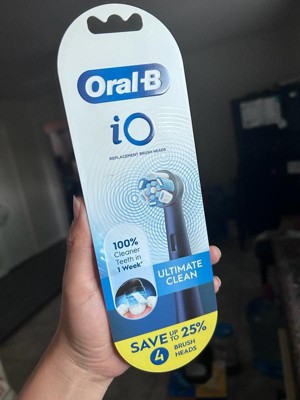 Oral-B
iO
REPLACEMENT BRUSH HEADS
100%
Cleaner
Teeth in
1 Week*
ULTIMATE
CLEAN
SAVE UP TO 25%
4 BRUSH
HEADS